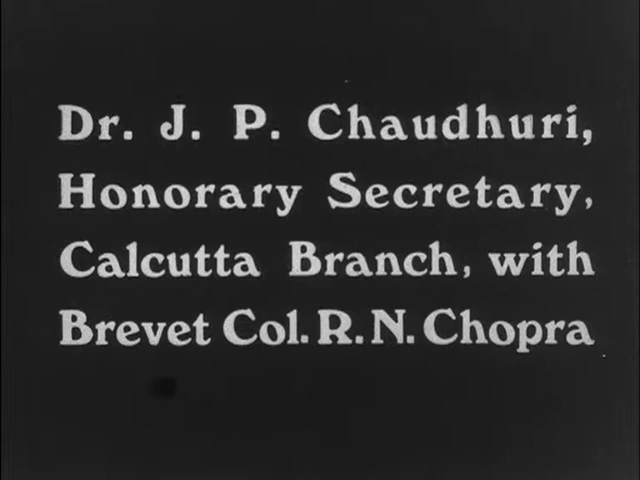 Dr. J. P. Chaudhuri,
Honorary Secretary,
Calcutta Branch, with
Brevet Col. R. N. Chopra